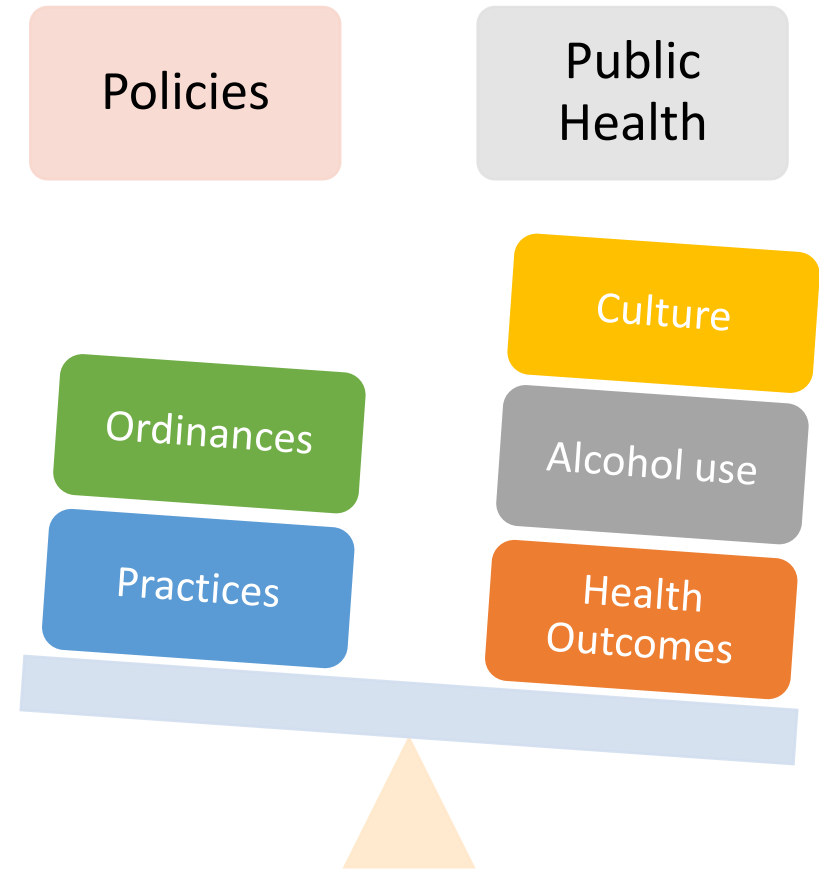 Policies
Public
Health
Culture
Ordinances
Alcohol use
Practices
Health
Outcomes